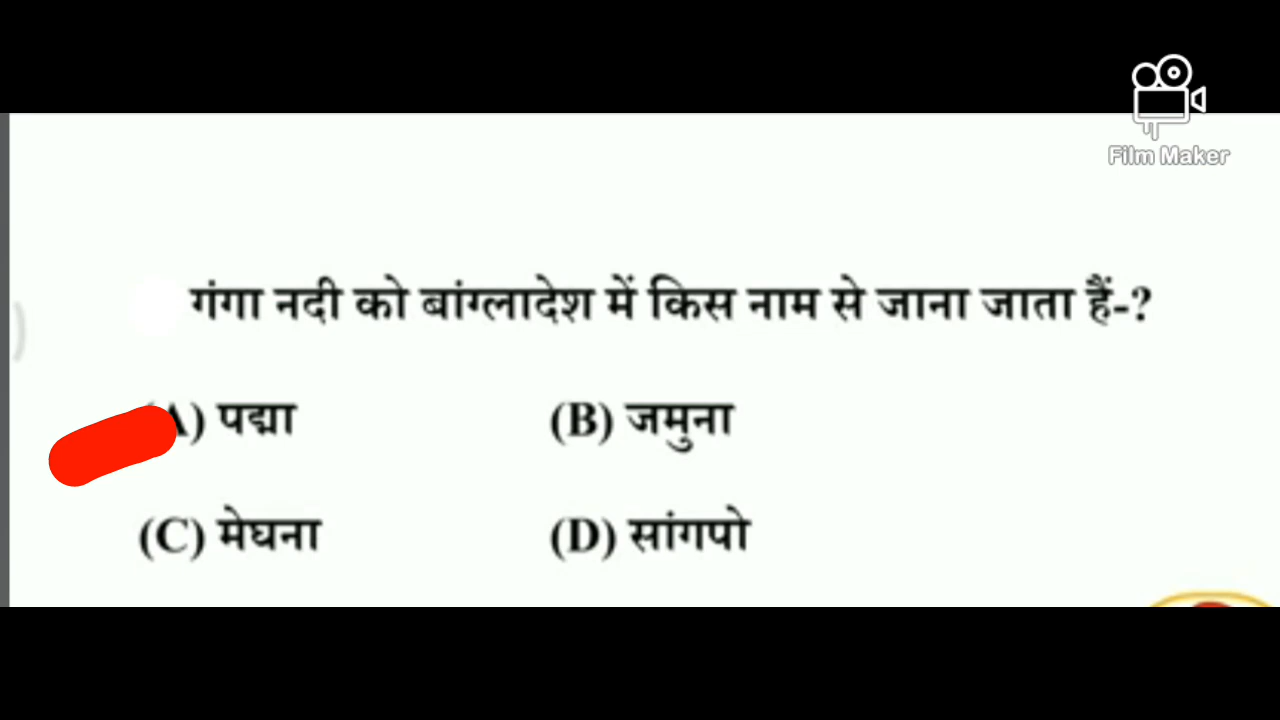 Film Maker
गंगा नदी को बांग्लादेश में किस नाम से जाना जाता हैं-?
A) पद्मा (B) जमुना
(C) मेघना (D) सांगपो